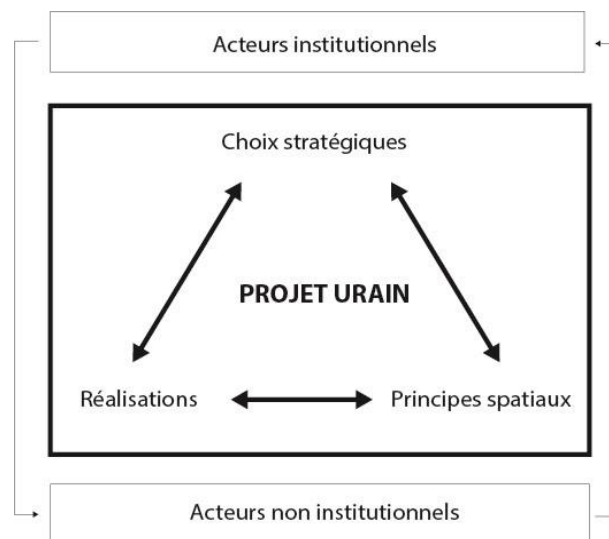 Acteurs institutionnels
Choix stratégiques
PROJET URAIN
Réalisations
Principes spatiaux
Acteurs non institutionnels